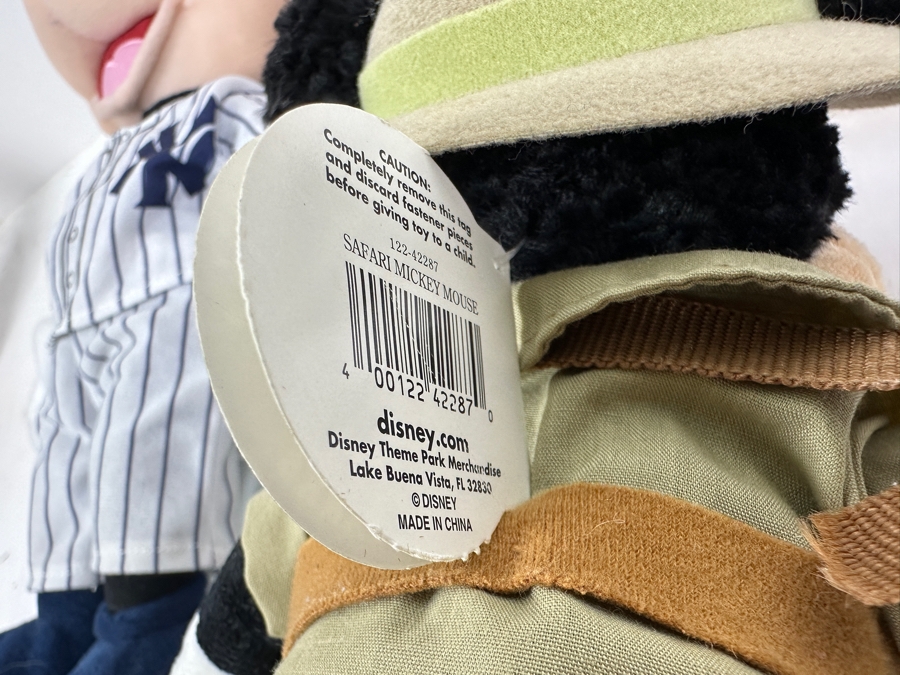 CAUTION:
Completely remove this tag
and discard fastener pieces
before giving toy to a child.
122-42287
SAFARI MICKEY MOUSE
4 00122 42287 0
disney.com
Disney Theme Park Merchandise
Lake Buena Vista, FL 32830
© DISNEY
MADE IN CHINA
NY